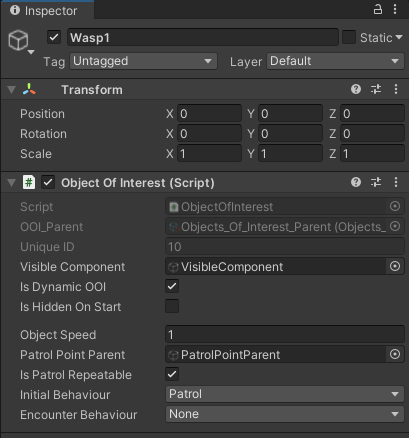 Inspector
Wasp1 Static
Tag Untagged Layer Default
Transform
Position X 0 Y 0 Z 0
Rotation X 0 Y 0 Z 0
Scale X 1 Y 1 Z 1
# Object Of Interest (Script)
Script # ObjectOfInterest
OOI_Parent Objects_Of_Interest_Parent (Objects_
Unique ID 10
Visible Component VisibleComponent
Is Dynamic OOI
Is Hidden On Start
Object Speed 1
Patrol Point Parent PatrolPointParent
Is Patrol Repeatable
Initial Behaviour Patrol
Encounter Behaviour None